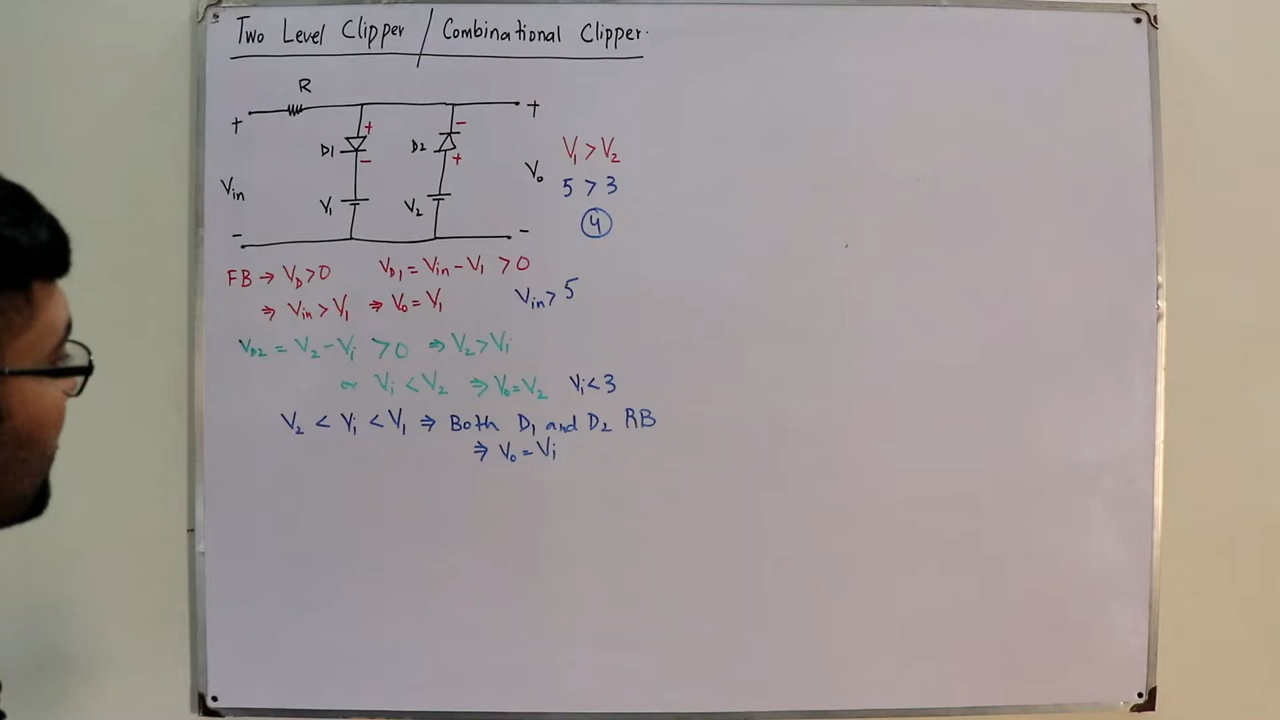 Two Level Clipper / Combinational Clipper.
R
+ +
+ -
D1 D2
- +
Vin Vo
V1 V2
- -
V1 > V2
5 > 3
4
FB → VD > 0 VD1 = Vin - V1 > 0
⇒ Vin > V1 ⇒ Vo = V1 Vin > 5
VD2 = V2 - Vi > 0 ⇒ V2 > Vi
or Vi < V2 ⇒ Vo = V2 Vi < 3
V2 < Vi < V1 ⇒ Both D1 and D2 RB
⇒ Vo = Vi